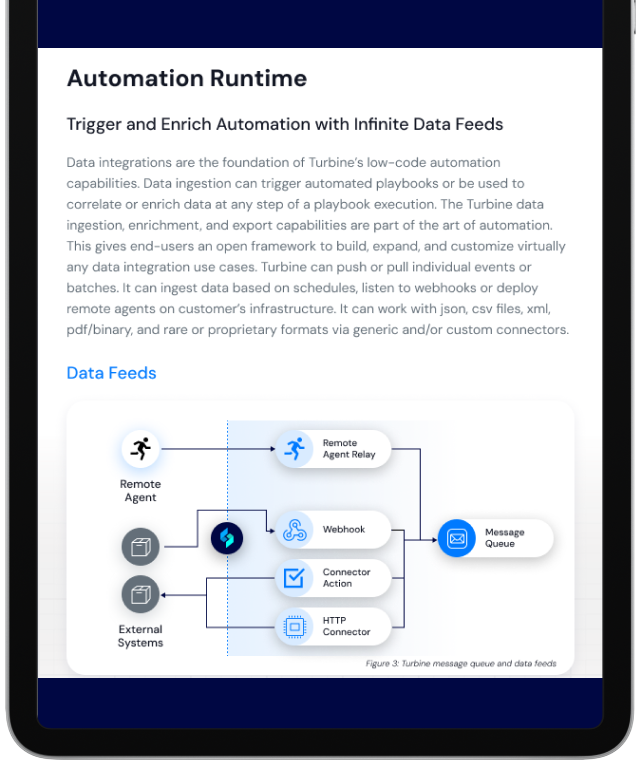 Automation Runtime
Trigger and Enrich Automation with Infinite Data Feeds
Data integrations are the foundation of Turbine's low-code automation
capabilities. Data ingestion can trigger automated playbooks or be used to
correlate or enrich data at any step of a playbook execution. The Turbine data
ingestion, enrichment, and export capabilities are part of the art of automation.
This gives end-users an open framework to build, expand, and customize virtually
any data integration use cases. Turbine can push or pull individual events or
batches. It can ingest data based on schedules, listen to webhooks or deploy
remote agents on customer's infrastructure. It can work with json, csv files, xml,
pdf/binary, and rare or proprietary formats via generic and/or custom connectors.
Data Feeds
Remote
Agent
Remote
Agent Relay
Webhook
Message
Queue
Connector
Action
External
Systems
HTTP
Connector
Figure 3: Turbine message queue and data feeds